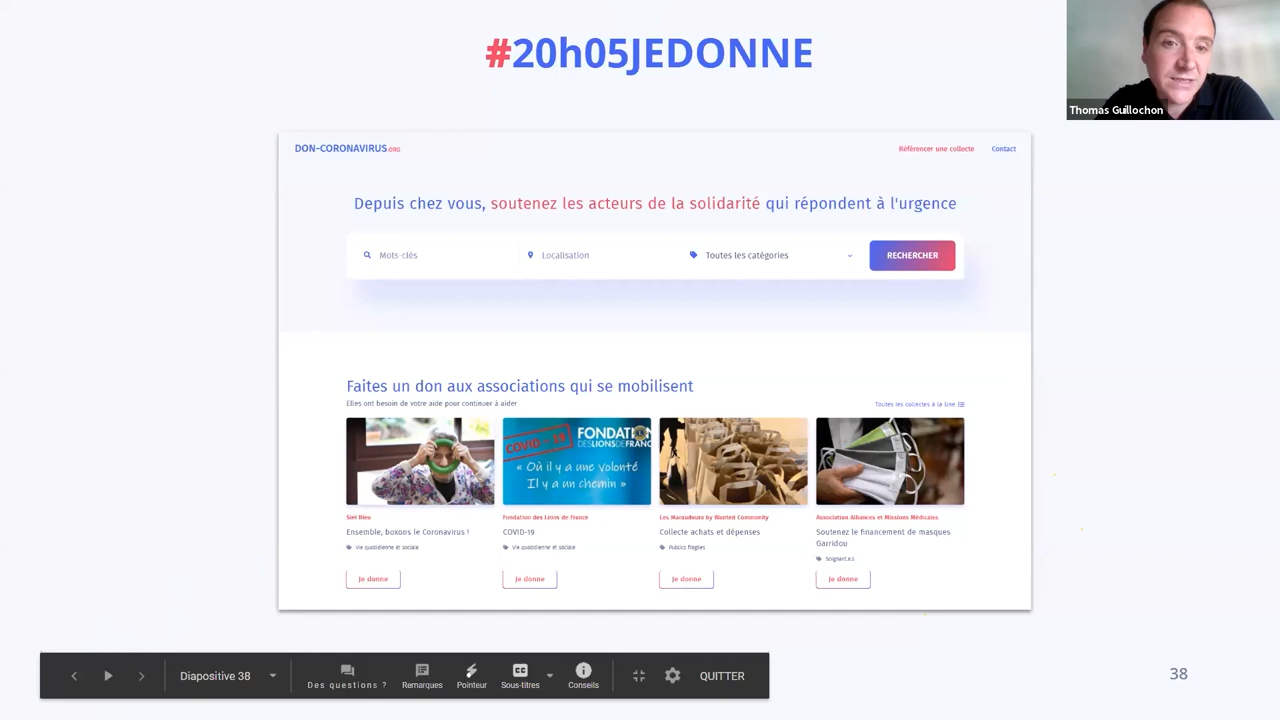 #20h05JEDONNE
Thomas Guillochon
DON-CORONAVIRUS.ORG
Référencer une collecte
Contact
Depuis chez vous, soutenez les acteurs de la solidarité qui répondent à l'urgence
Mots-clés
Localisation
Toutes les catégories
RECHERCHER
Faites un don aux associations qui se mobilisent
Elles ont besoin de votre aide pour continuer à aider
Toutes les collectes à la Une
COVID - 19
FONDATION
DES LIONS DE FRANCE
« Où il y a une volonté
Il y a un chemin »
Siel Bleu
Ensemble, boxons le Coronavirus !
Vie quotidienne et sociale
Je donne
Fondation des Lions de France
COVID-19
Vie quotidienne et sociale
Je donne
Les Maraudeurs by Wanted Community
Collecte achats et dépenses
Publics fragiles
Je donne
Association Alliances et Missions Médicales
Soutenez le financement de masques
Garridou
Soignant.e.s
Je donne
Diapositive 38
Des questions ?
Remarques
Pointeur
CC
Sous-titres
Conseils
QUITTER
38